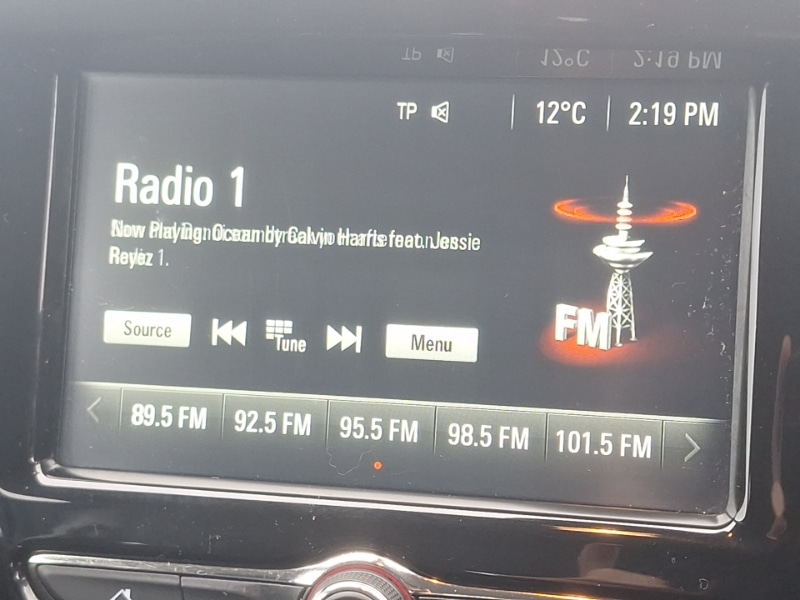 TP 12°C 2:19 PM
Radio 1
Now Playing: Ocean by Calvin Harris feat. Jessie
Reyez 1.
Source Tune Menu
FM
89.5 FM 92.5 FM 95.5 FM 98.5 FM 101.5 FM